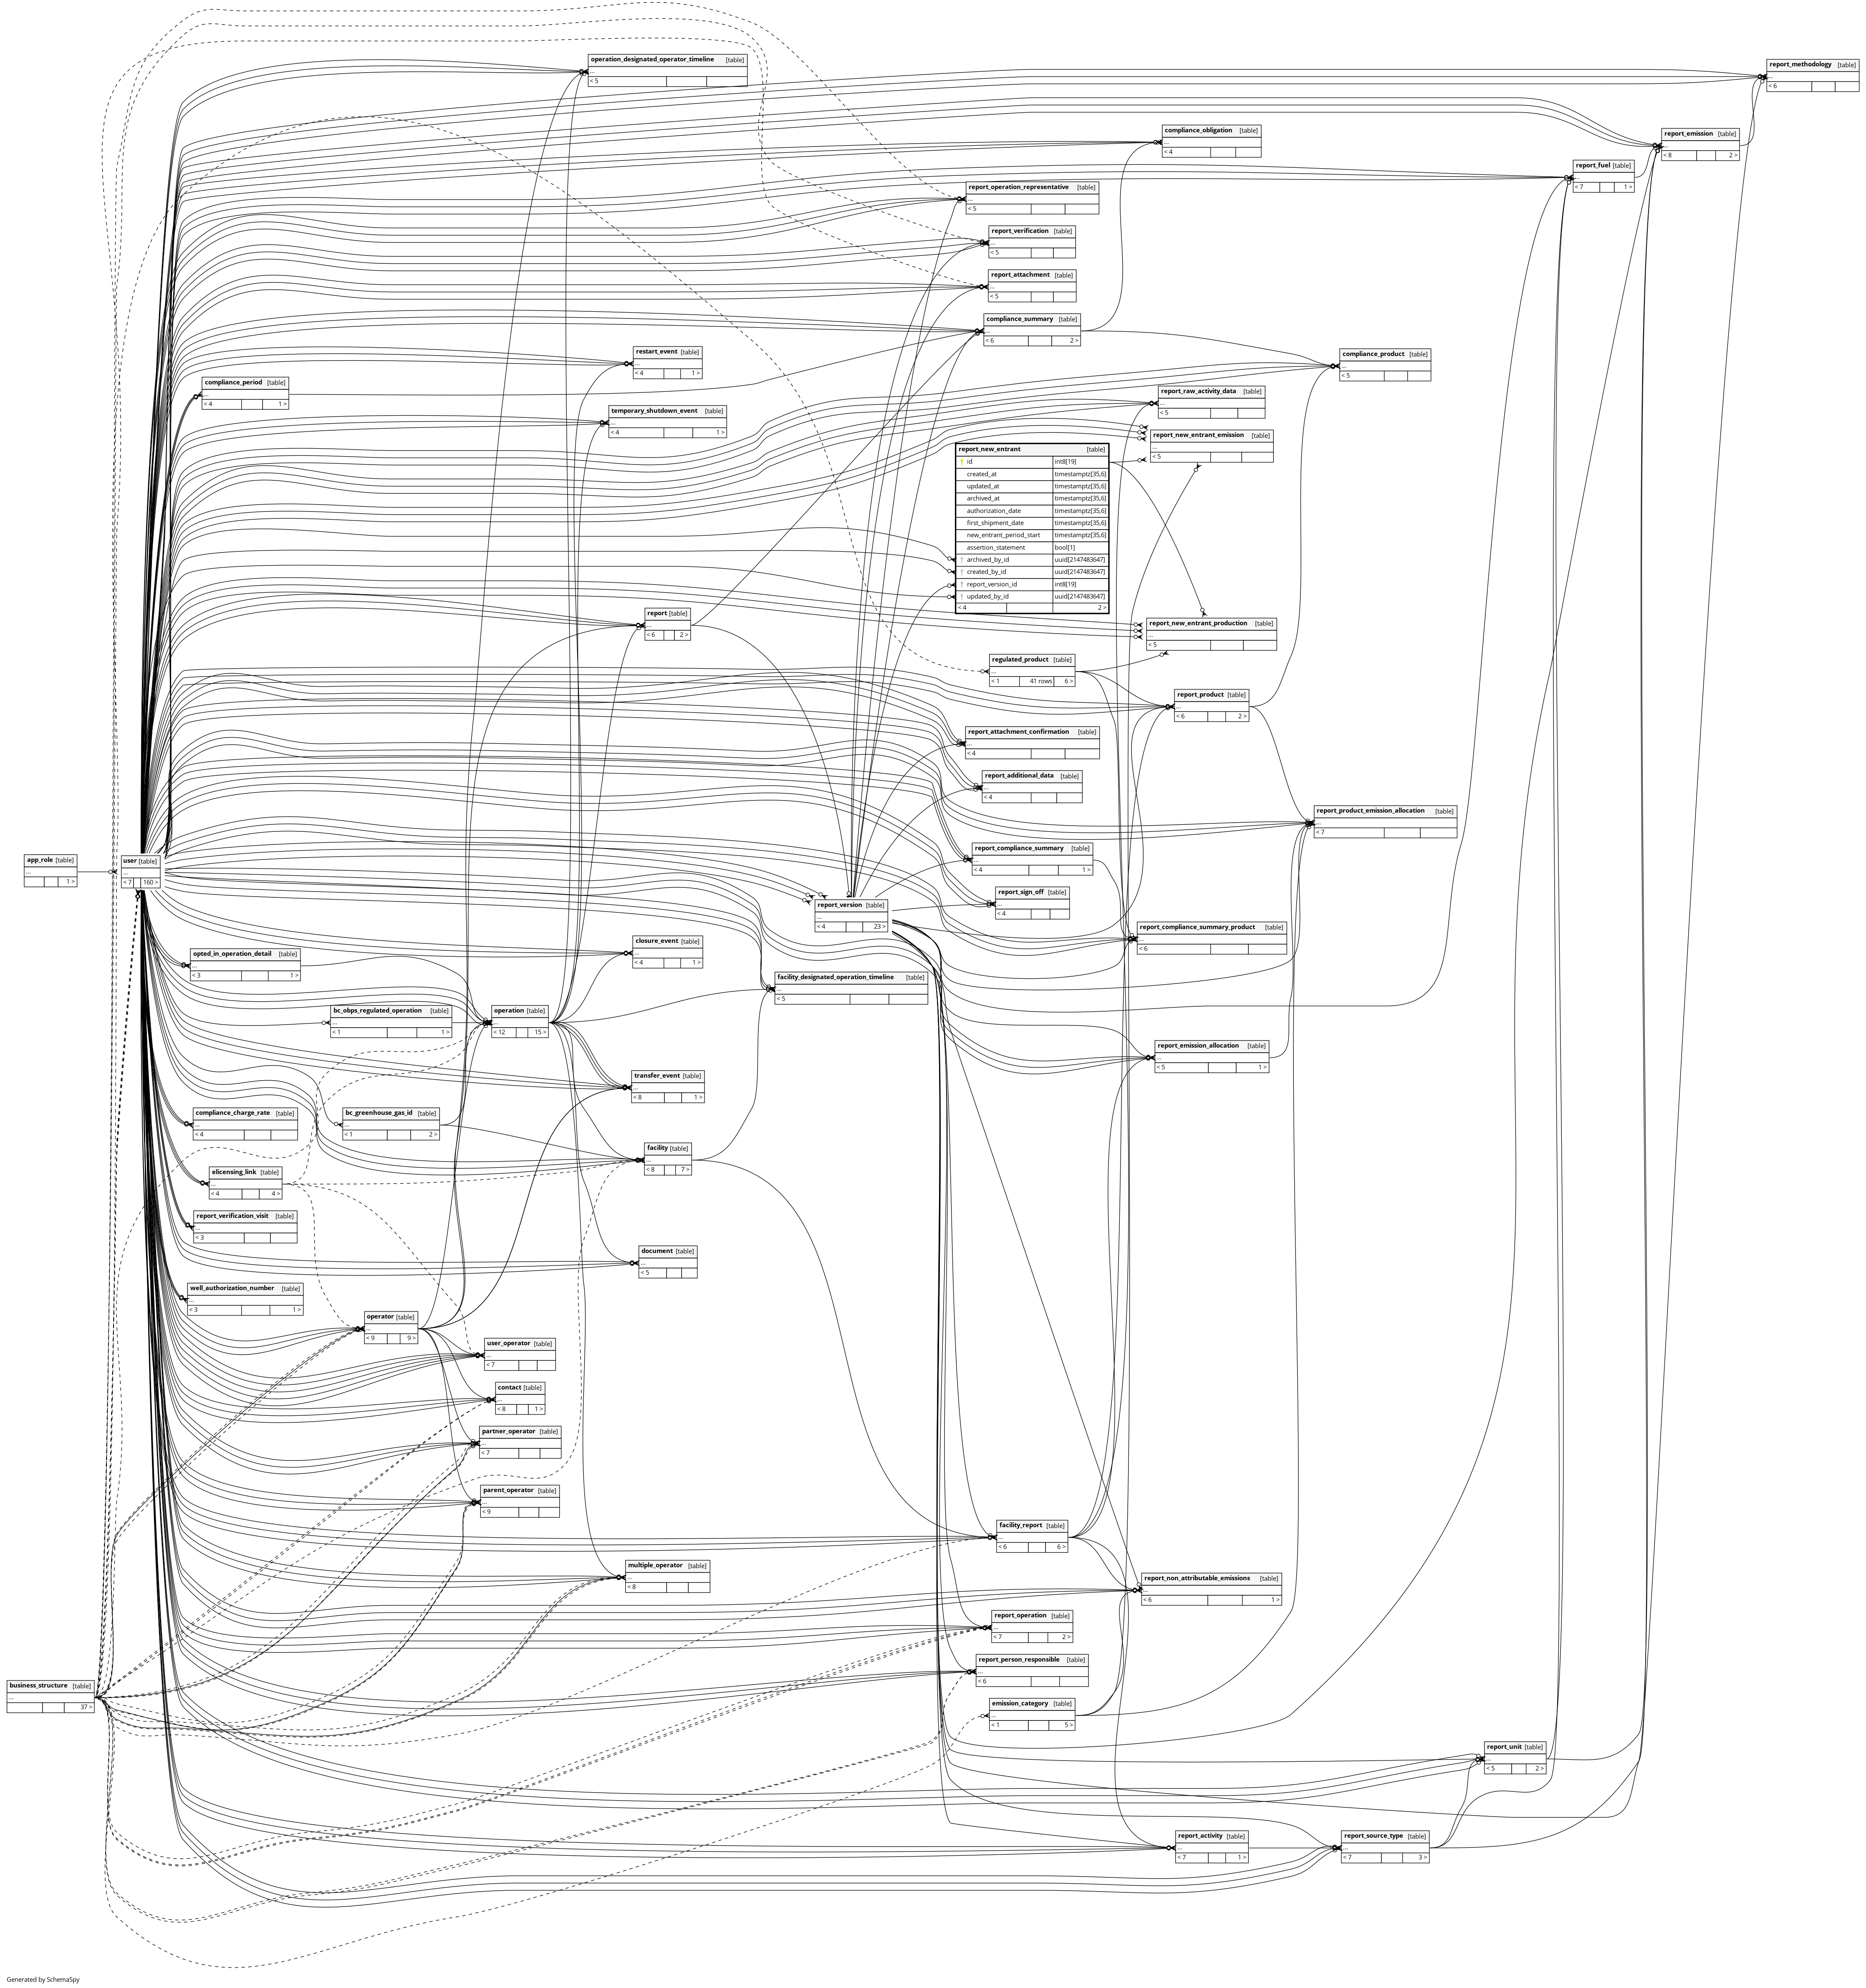 operation_designated_operator_timeline [table]
...
< 5
report_methodology [table]
...
< 6
compliance_obligation [table]
...
< 4
report_emission [table]
...
< 8 2 >
report_fuel [table]
...
< 7 1 >
report_operation_representative [table]
...
< 5
report_verification [table]
...
< 5
report_attachment [table]
...
< 5
compliance_summary [table]
...
< 6 2 >
restart_event [table]
...
< 4 1 >
compliance_product [table]
...
< 5
compliance_period [table]
...
< 4 1 >
report_raw_activity_data [table]
...
< 5
temporary_shutdown_event [table]
...
< 4 1 >
report_new_entrant_emission [table]
...
< 5
report_new_entrant [table]
id int8[19]
created_at timestamptz[35,6]
updated_at timestamptz[35,6]
archived_at timestamptz[35,6]
authorization_date timestamptz[35,6]
first_shipment_date timestamptz[35,6]
new_entrant_period_start timestamptz[35,6]
assertion_statement bool[1]
archived_by_id uuid[2147483647]
created_by_id uuid[2147483647]
report_version_id int8[19]
updated_by_id uuid[2147483647]
< 4 2 >
report [table]
...
< 6 2 >
report_new_entrant_production [table]
...
< 5
regulated_product [table]
...
< 1 41 rows 6 >
report_product [table]
...
< 6 2 >
report_attachment_confirmation [table]
...
< 4
report_additional_data [table]
...
< 4
report_product_emission_allocation [table]
...
< 7
report_compliance_summary [table]
...
< 4 1 >
app_role [table]
...
1 >
user [table]
...
< 7 160 >
report_sign_off [table]
...
< 4
report_version [table]
...
< 4 23 >
report_compliance_summary_product [table]
...
< 6
closure_event [table]
...
< 4 1 >
opted_in_operation_detail [table]
...
< 3 1 >
facility_designated_operation_timeline [table]
...
< 5
bc_obps_regulated_operation [table]
...
< 1 1 >
operation [table]
...
< 12 15 >
report_emission_allocation [table]
...
< 5 1 >
transfer_event [table]
...
< 8 1 >
compliance_charge_rate [table]
...
< 4
bc_greenhouse_gas_id [table]
...
< 1 2 >
facility [table]
...
< 8 7 >
elicensing_link [table]
...
< 4 4 >
report_verification_visit [table]
...
< 3
document [table]
...
< 5
well_authorization_number [table]
...
< 3 1 >
operator [table]
...
< 9 9 >
user_operator [table]
...
< 7
contact [table]
...
< 8 1 >
partner_operator [table]
...
< 7
parent_operator [table]
...
< 9
facility_report [table]
...
< 6 6 >
multiple_operator [table]
...
< 8
report_non_attributable_emissions [table]
...
< 6 1 >
report_operation [table]
...
< 7 2 >
report_person_responsible [table]
...
< 6
business_structure [table]
...
37 >
emission_category [table]
...
< 1 5 >
report_unit [table]
...
< 5 2 >
report_activity [table]
...
< 7 1 >
report_source_type [table]
...
< 7 3 >
Generated by SchemaSpy